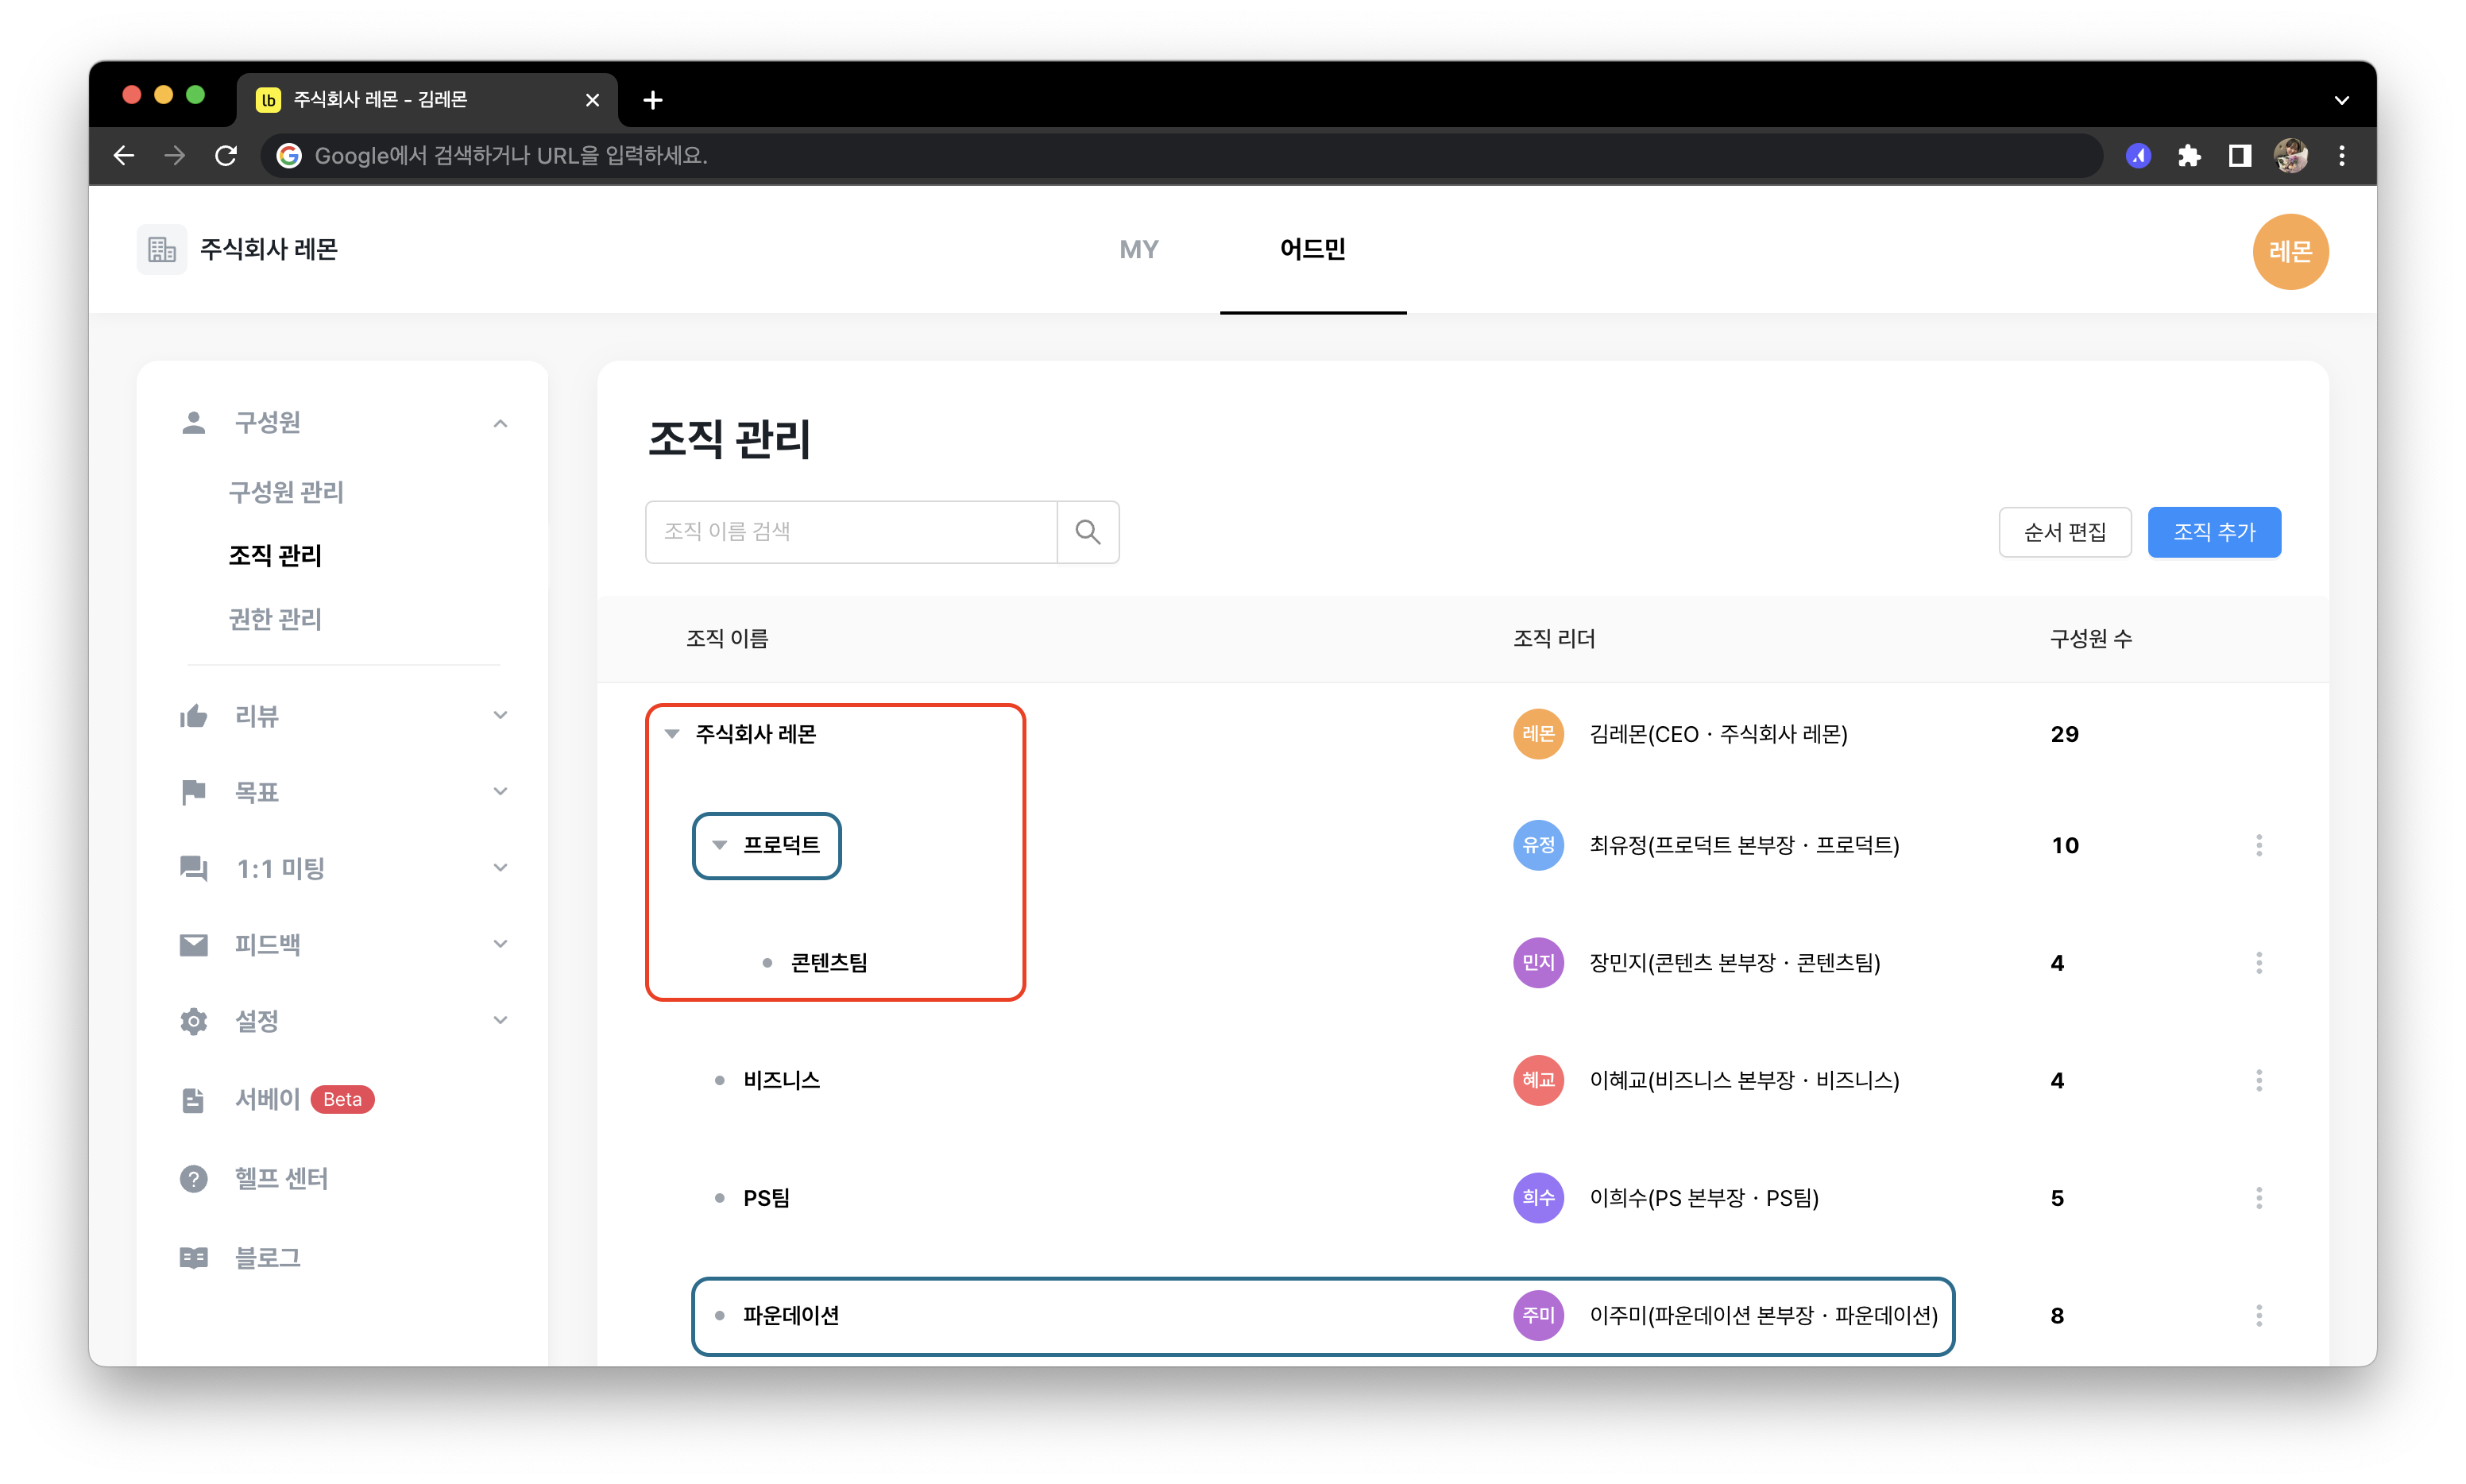 lb 주식회사 레몬 - 김레몬
Google에서 검색하거나 URL을 입력하세요.
주식회사 레몬
MY
어드민
레몬
구성원
구성원 관리
조직 관리
권한 관리
리뷰
목표
1:1 미팅
피드백
설정
서베이 Beta
헬프 센터
블로그
조직 관리
조직 이름 검색
순서 편집
조직 추가
조직 이름 조직 리더 구성원 수
주식회사 레몬 레몬 김레몬(CEO · 주식회사 레몬) 29
프로덕트 유정 최유정(프로덕트 본부장 · 프로덕트) 10
콘텐츠팀 민지 장민지(콘텐츠 본부장 · 콘텐츠팀) 4
비즈니스 혜교 이혜교(비즈니스 본부장 · 비즈니스) 4
PS팀 희수 이희수(PS 본부장 · PS팀) 5
파운데이션 주미 이주미(파운데이션 본부장 · 파운데이션) 8